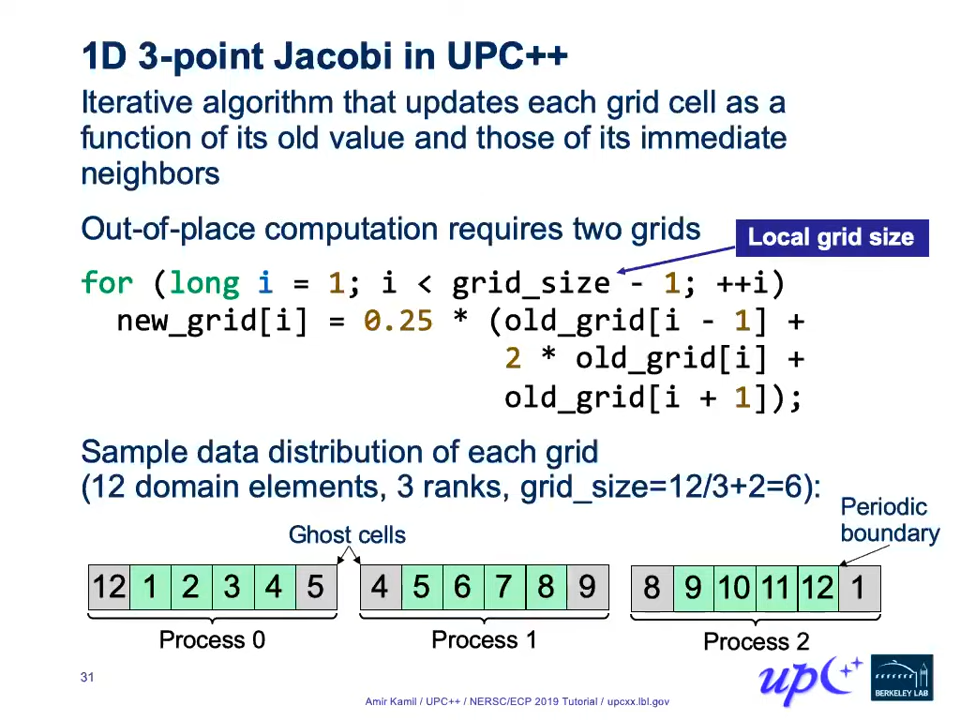 1D 3-point Jacobi in UPC++
Iterative algorithm that updates each grid cell as a
function of its old value and those of its immediate
neighbors
Out-of-place computation requires two grids
Local grid size
for (long i = 1; i < grid_size - 1; ++i)
new_grid[i] = 0.25 * (old_grid[i - 1] +
2 * old_grid[i] +
old_grid[i + 1]);
Sample data distribution of each grid
(12 domain elements, 3 ranks, grid_size=12/3+2=6):
Periodic
boundary
Ghost cells
12 1 2 3 4 5 4 5 6 7 8 9 8 9 10 11 12 1
Process 0 Process 1 Process 2
31
upC++
BERKELEY LAB
Amir Kamil / UPC++ / NERSC/ECP 2019 Tutorial / upcxx.lbl.gov